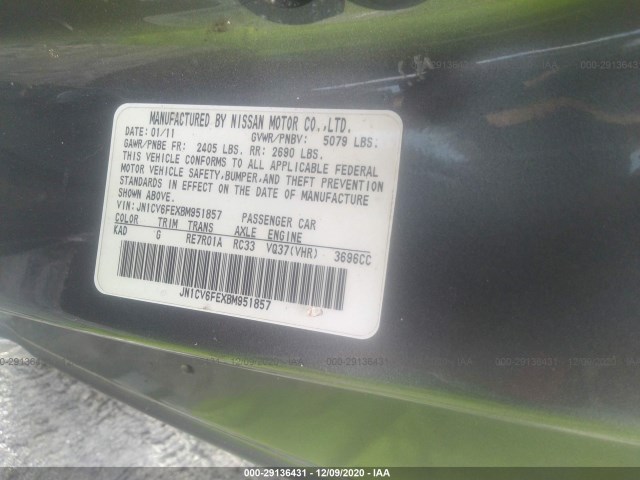 MANUFACTURED BY NISSAN MOTOR CO.,LTD.
DATE: 01/11 GVWR/PNBV: 5079 LBS.
GAWR/PNBE FR: 2405 LBS. RR: 2690 LBS.
THIS VEHICLE CONFORMS TO ALL APPLICABLE FEDERAL
MOTOR VEHICLE SAFETY,BUMPER,AND THEFT PREVENTION
STANDARDS IN EFFECT ON THE DATE OF MANUFACTURE
SHOWN ABOVE.
VIN:JN1CV6FEXBM951857 PASSENGER CAR
COLOR TRIM TRANS AXLE ENGINE
KAD G RE7R01A RC33 VQ37(VHR) 3696CC
JN1CV6FEXBM951857
000-29136431 - 12/09/2020 - IAA